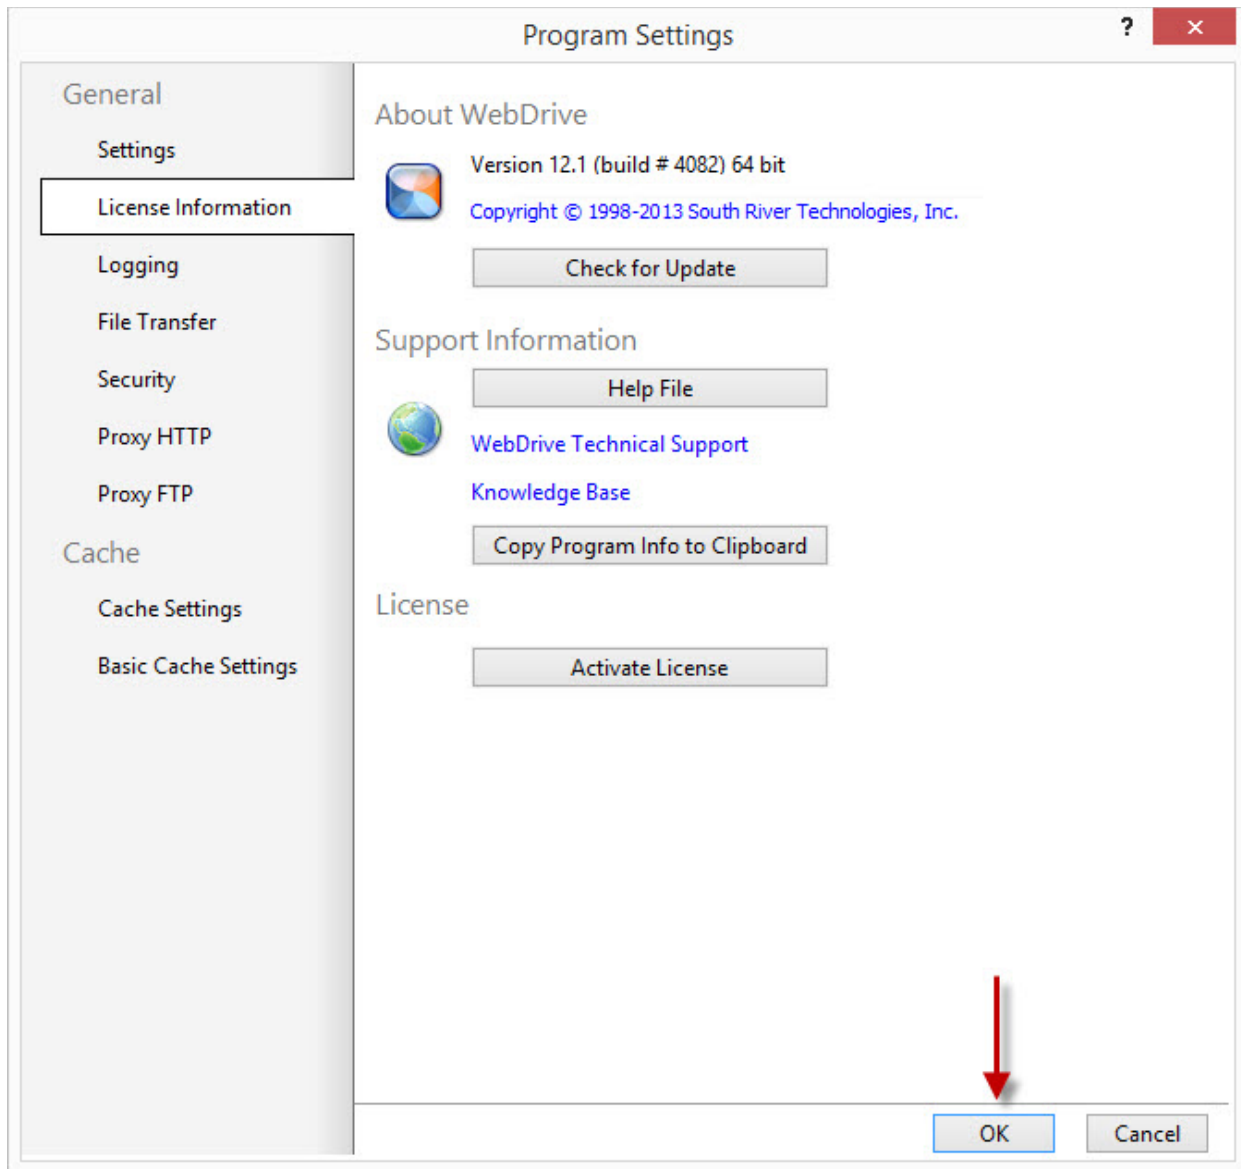 Program Settings
?
General
Settings
License Information
Logging
File Transfer
Security
Proxy HTTP
Proxy FTP
Cache
Cache Settings
Basic Cache Settings
About WebDrive
Version 12.1 (build # 4082) 64 bit
Copyright © 1998-2013 South River Technologies, Inc.
Check for Update
Support Information
Help File
WebDrive Technical Support
Knowledge Base
Copy Program Info to Clipboard
License
Activate License
OK
Cancel